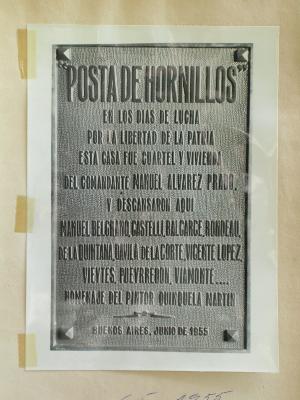 "POSTA DE HORNILLOS"
EN LOS DIAS DE LUCHA
POR LA LIBERTAD DE LA PATRIA
ESTA CASA FUE CUARTEL Y VIVIENDA
DEL COMANDANTE MANUEL ALVAREZ PRADO,
Y DESCANSARON AQUI
MANUEL BELGRANO, CASTELLI, BALCARCE, RONDEAU,
DE LA QUINTANA, DAVILA DE LA CORTE, VICENTE LOPEZ,
VIEYTES, PUEYRREDON, VIAMONTE....
HOMENAJE DEL PINTOR QUINQUELA MARTIN
BUENOS AIRES, JUNIO DE 1955
1955